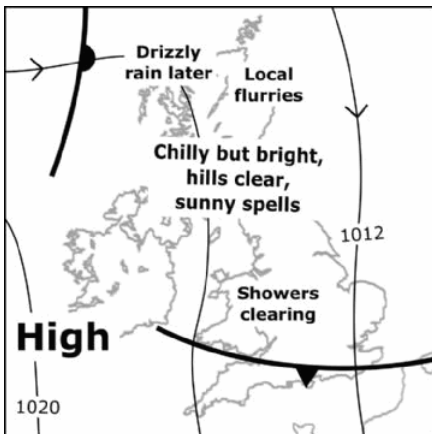 Drizzly
rain later
Local
flurries
Chilly but bright,
hills clear,
sunny spells
1012
Showers
clearing
High
1020